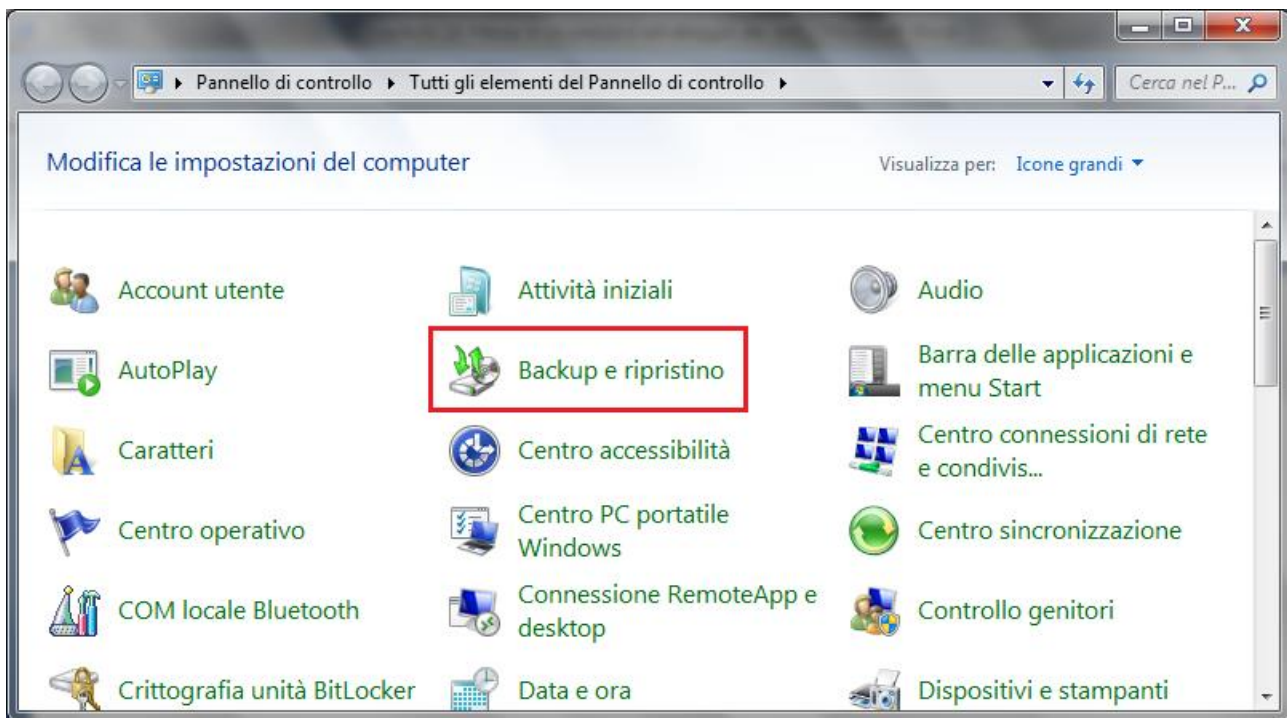 Pannello di controllo
Tutti gli elementi del Pannello di controllo
Cerca nel P...
Modifica le impostazioni del computer
Visualizza per:
Icone grandi
Account utente
Attività iniziali
Audio
AutoPlay
Backup e ripristino
Barra delle applicazioni e
menu Start
Caratteri
Centro accessibilità
Centro connessioni di rete
e condivis...
Centro operativo
Centro PC portatile
Windows
Centro sincronizzazione
COM locale Bluetooth
Connessione RemoteApp e
desktop
Controllo genitori
Crittografia unità BitLocker
Data e ora
Dispositivi e stampanti